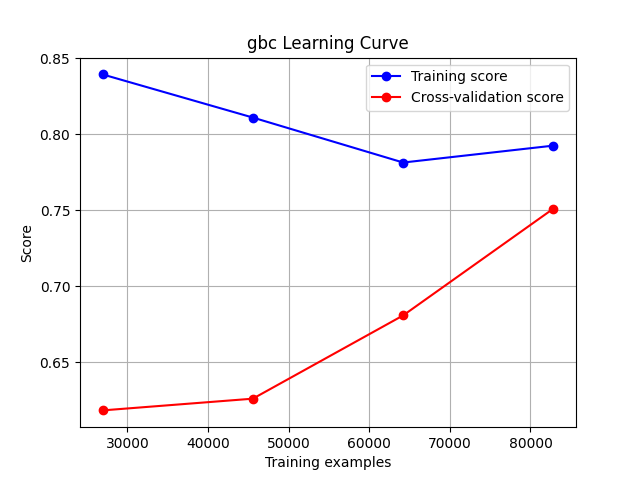 gbc Learning Curve
0.85
0.80
0.75
0.70
0.65
Score
Training score
Cross-validation score
30000 40000 50000 60000 70000 80000
Training examples